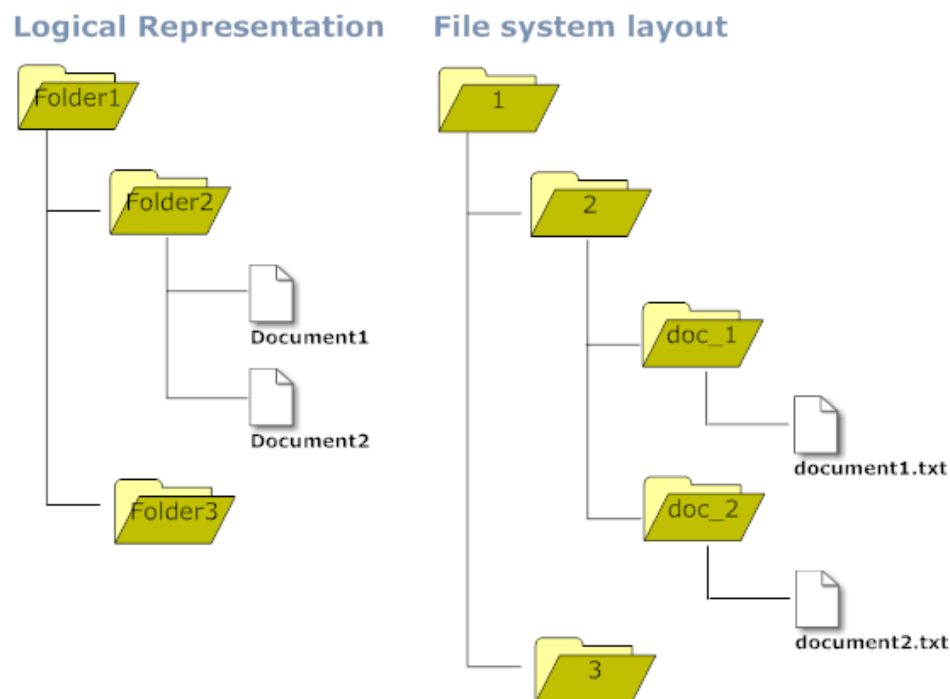 Logical Representation
Folder1
Folder2
Document1
Document2
Folder3
File system layout
1
2
doc_1
document1.txt
doc_2
document2.txt
3